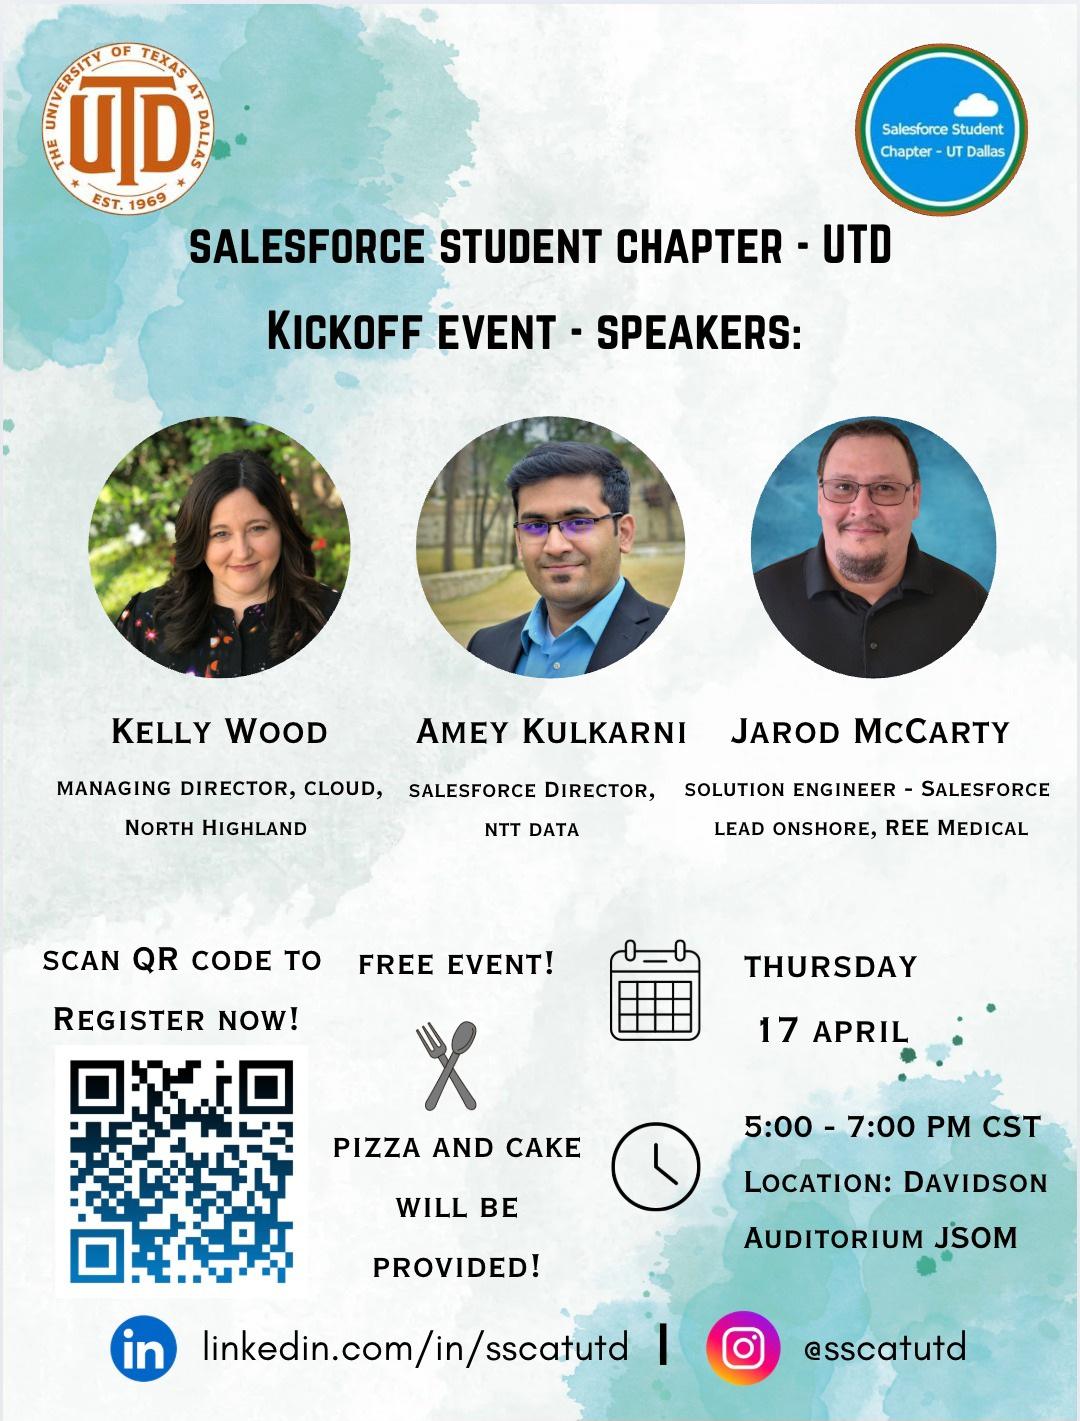 THE UNIVERSITY OF TEXAS AT DALLAS
UTD
EST. 1969
Salesforce Student
Chapter - UT Dallas
SALESFORCE STUDENT CHAPTER - UTD
KICKOFF EVENT - SPEAKERS:
KELLY WOOD
MANAGING DIRECTOR, CLOUD,
NORTH HIGHLAND
AMEY KULKARNI
SALESFORCE DIRECTOR,
NTT DATA
JAROD MCCARTY
SOLUTION ENGINEER - SALESFORCE
LEAD ONSHORE, REE MEDICAL
SCAN QR CODE TO
REGISTER NOW!
FREE EVENT!
PIZZA AND CAKE
WILL BE
PROVIDED!
THURSDAY
17 APRIL
5:00 - 7:00 PM CST
LOCATION: DAVIDSON
AUDITORIUM JSOM
in
linkedin.com/in/sscatutd | @sscatutd